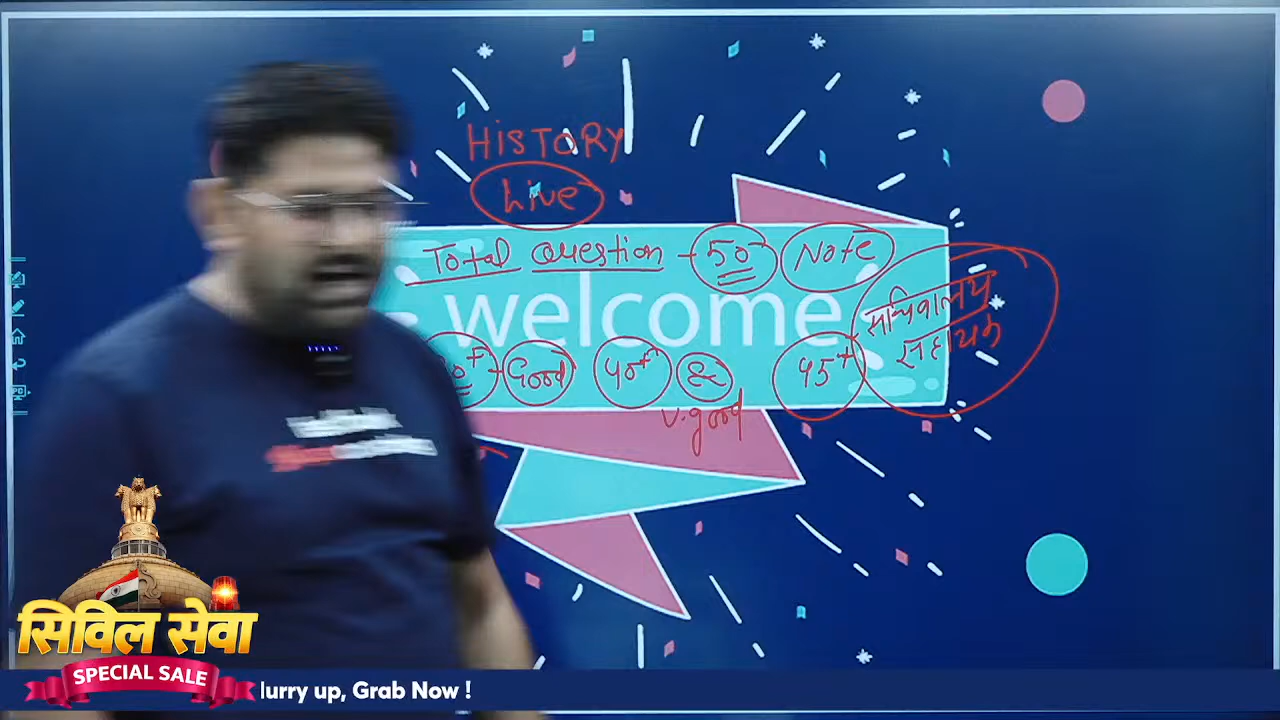 HISTORY
Live
Total Question - 50 Note
welcome
सचिवालय
सहायक
Good 40+ & 45+
v.good
सिविल सेवा
SPECIAL SALE
urry up, Grab Now !